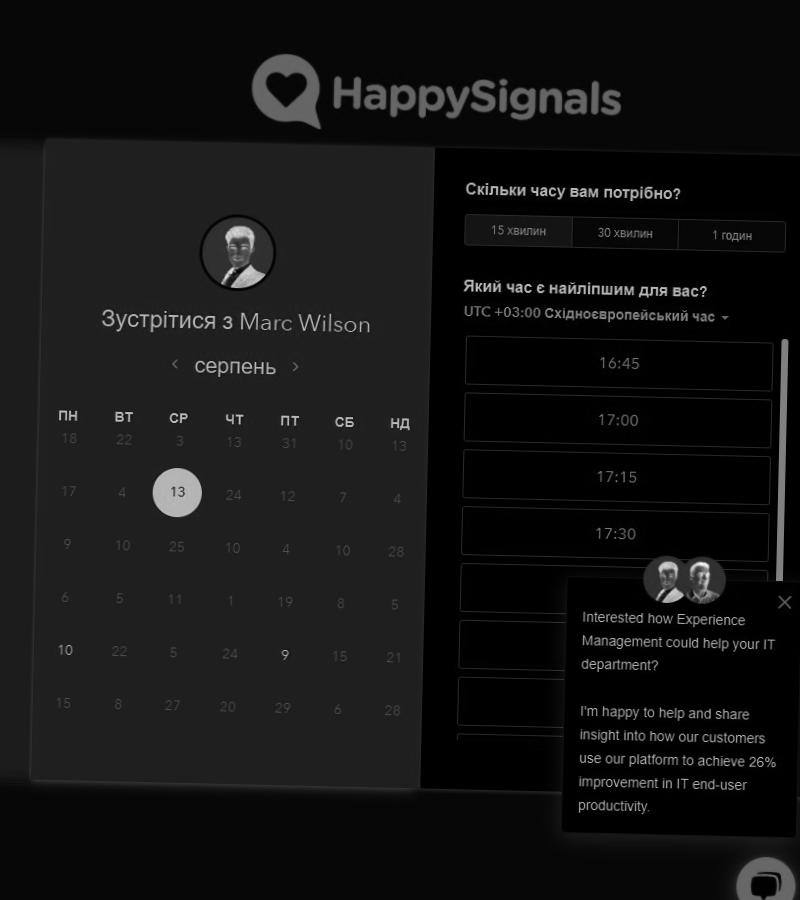 HappySignals
Зустрітися з Marc Wilson
серпень
ПН ВТ СР ЧТ ПТ СБ НД
18 22 3 13 31 10 13
17 4 13 24 12 7 4
9 10 25 10 4 10 28
6 5 11 1 19 8 5
10 22 5 24 9 15 21
15 8 27 20 29 6 28
Скільки часу вам потрібно?
15 хвилин 30 хвилин 1 годин
Який час є найліпшим для вас?
UTC +03:00 Східноєвропейський час
16:45
17:00
17:15
17:30
Interested how Experience
Management could help your IT
department?
I'm happy to help and share
insight into how our customers
use our platform to achieve 26%
improvement in IT end-user
productivity.